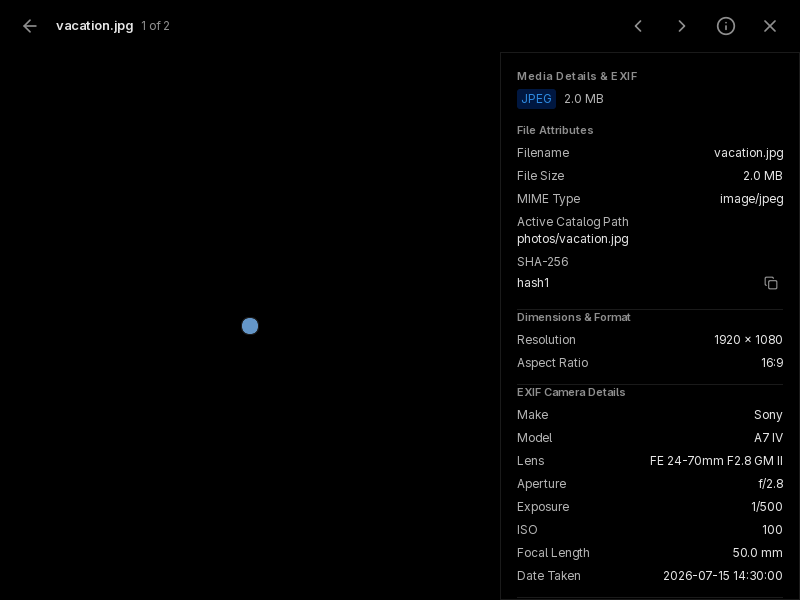 vacation.jpg 1 of 2
Media Details & EXIF
JPEG 2.0 MB
File Attributes
Filename vacation.jpg
File Size 2.0 MB
MIME Type image/jpeg
Active Catalog Path
photos/vacation.jpg
SHA-256
hash1
Dimensions & Format
Resolution 1920 × 1080
Aspect Ratio 16:9
EXIF Camera Details
Make Sony
Model A7 IV
Lens FE 24-70mm F2.8 GM II
Aperture f/2.8
Exposure 1/500
ISO 100
Focal Length 50.0 mm
Date Taken 2026-07-15 14:30:00